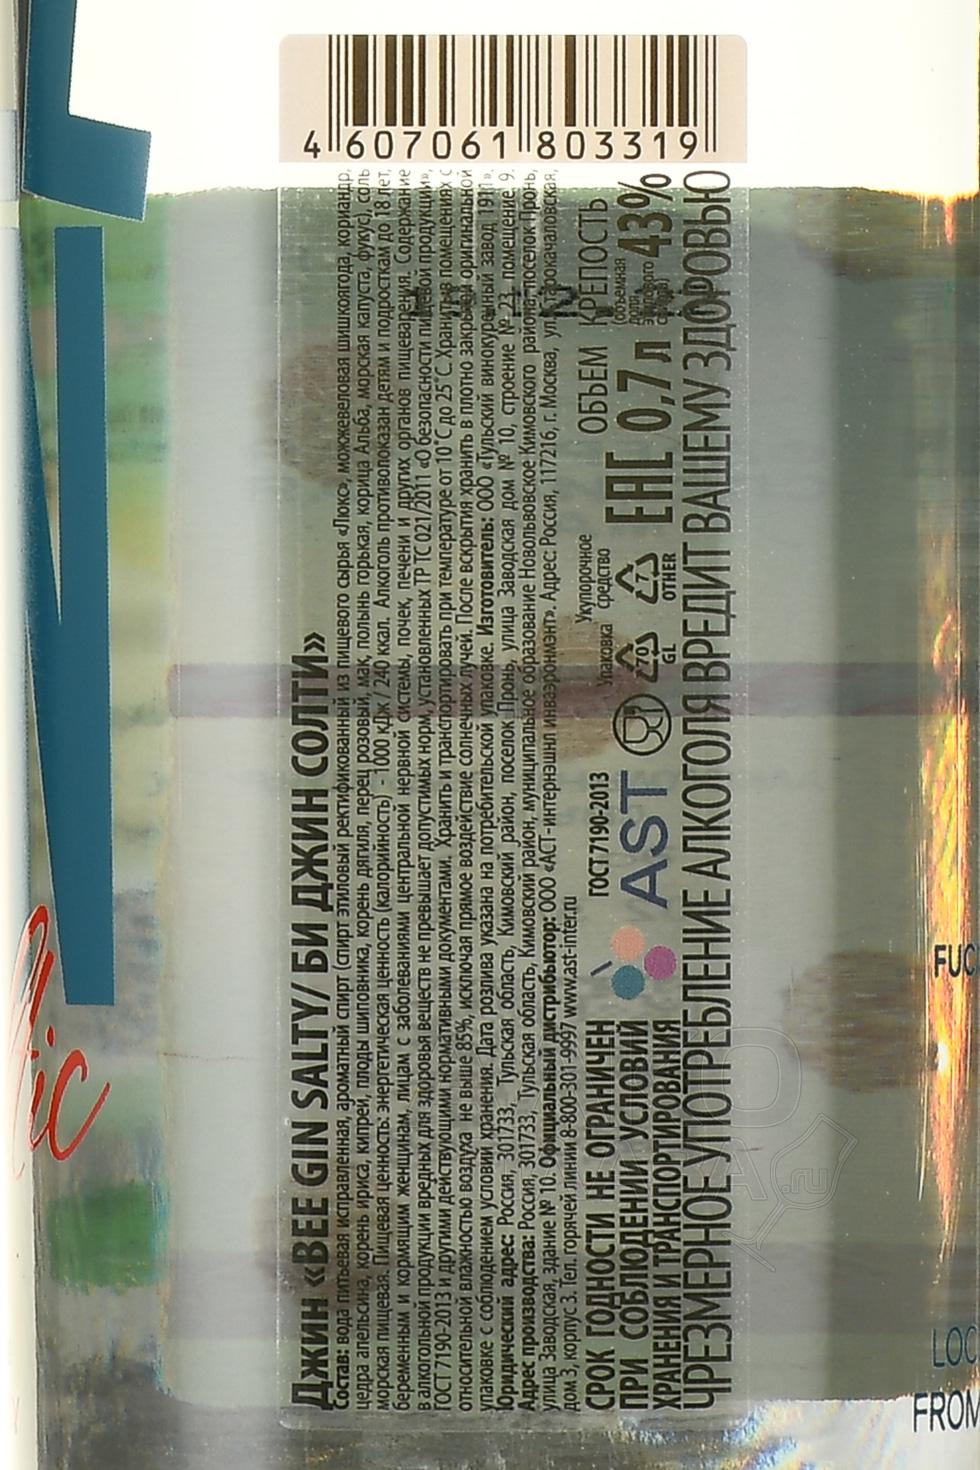 4 607061 803319
Джин «BEE GIN SALTY/ БИ ДЖИН СОЛТИ»
Состав: вода питьевая исправленная, ароматный спирт (спирт этиловый ректификованный из пищевого сырья «Люкс», можжевеловая шишкоягода, кориандр,
цедра апельсина, корень ириса, кипрей, плоды шиповника, корень дягиля, перец розовый, мак, полынь горькая, корица Альба, морская капуста, фукус), соль
морская пищевая. Пищевая ценность: энергетическая ценность (калорийность) - 1000 кДж / 240 ккал. Алкоголь противопоказан детям и подросткам до 18 лет,
беременным и кормящим женщинам, лицам с заболеваниями центральной нервной системы, почек, печени и других органов пищеварения. Содержание
в алкогольной продукции вредных для здоровья веществ не превышает допустимых норм, установленных ТР ТС 021/2011 «О безопасности пищевой продукции»,
ГОСТ 7190-2013 и другими действующими нормативными документами. Хранить и транспортировать при температуре от 10˚С до 25˚С. Хранить в помещениях с
относительной влажностью воздуха не выше 85%, исключая прямое воздействие солнечных лучей. После вскрытия хранить в плотно закрытой оригинальной
упаковке с соблюдением условий хранения. Дата розлива указана на потребительской упаковке. Изготовитель: ООО «Тульский винокуренный завод 1911».
Юридический адрес: Россия, 301733, Тульская область, Кимовский район, поселок Пронь, улица Заводская дом № 10, строение № 23, помещение 9.
Адрес производства: Россия, 301733, Тульская область, Кимовский район, муниципальное образование Новольвовское Кимовского района, поселок Пронь,
улица Заводская, здание № 10. Официальный дистрибьютор: ООО «АСТ-интернэшнл инваэронмэнт». Адрес: Россия, 117216, г. Москва, ул. Старокачаловская,
дом 3, корпус 3. Тел. горячей линии 8-800-301-9997 www.ast-inter.ru
СРОК ГОДНОСТИ НЕ ОГРАНИЧЕН
ПРИ СОБЛЮДЕНИИ УСЛОВИЙ
ХРАНЕНИЯ И ТРАНСПОРТИРОВАНИЯ
ГОСТ 7190-2013
AST
Упаковка
70
GL
Укупорочное
средство
7
OTHER
ЕАС
ОБЪЕМ
0,7 л
КРЕПОСТЬ
(объемная
доля
этилового
спирта)
43%
ЧРЕЗМЕРНОЕ УПОТРЕБЛЕНИЕ АЛКОГОЛЯ ВРЕДИТ ВАШЕМУ ЗДОРОВЬЮ
FUC
LOC
FROM
.ru